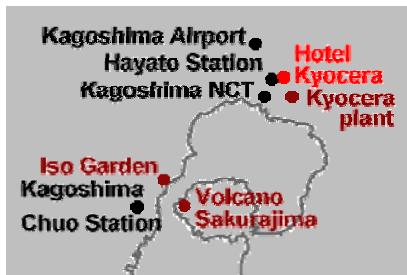 Kagoshima Airport
Hotel
Hayato Station
Kyocera
Kagoshima NCT
Kyocera
plant
Iso Garden
Kagoshima
Volcano
Chuo Station
Sakurajima